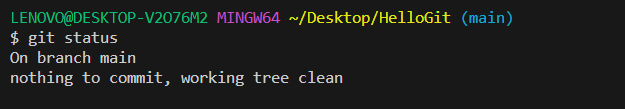 LENOVO@DESKTOP-V2O76M2 MINGW64 ~/Desktop/HelloGit (main)
$ git status
On branch main
nothing to commit, working tree clean